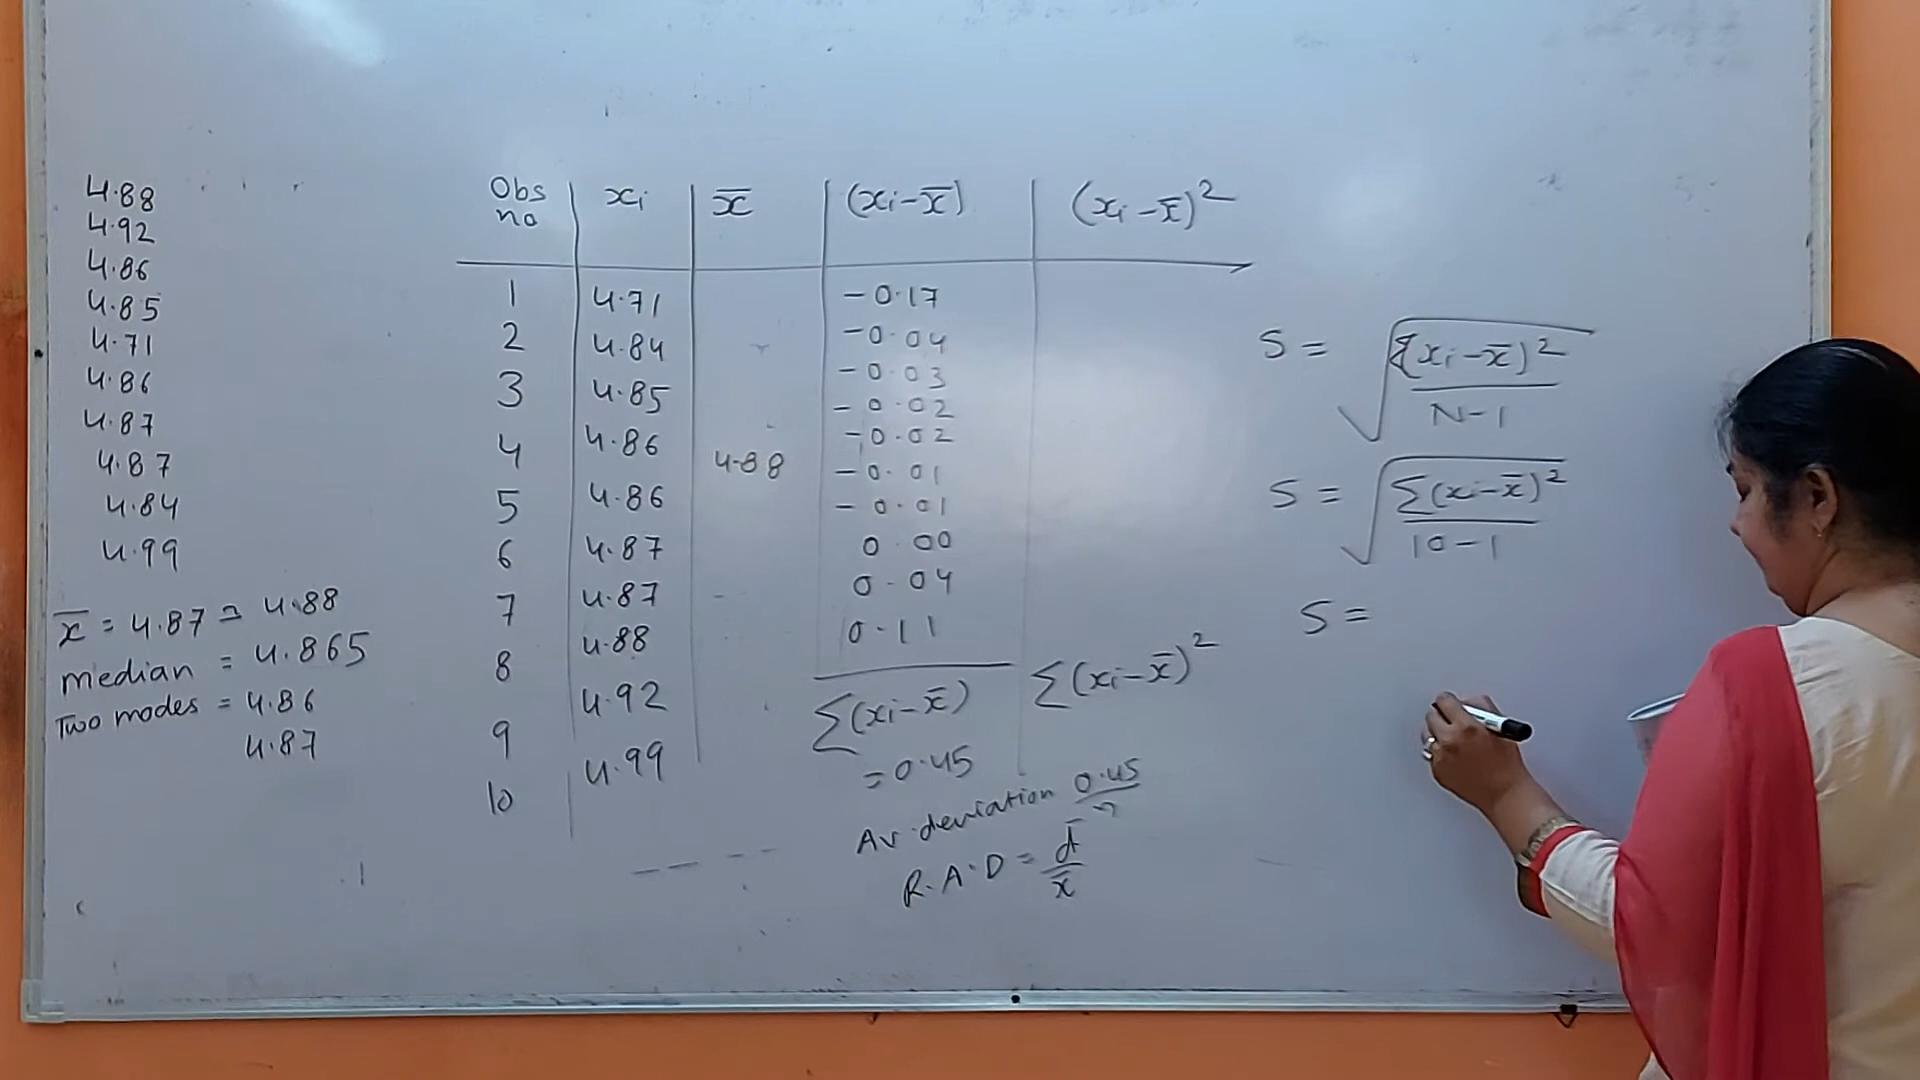 4.88
4.92
4.86
4.85
4.71
4.86
4.87
4.87
4.84
4.99
x̅ = 4.87 ≃ 4.88
median = 4.865
Two modes = 4.86
4.87
Obs no | xi | x̅ | (xi-x̅) | (xi-x̅)²
1 4.71 -0.17
2 4.84 -0.04
3 4.85 -0.03
4 4.86 4.88 -0.02
5 4.86 -0.02
6 4.87 -0.01
7 4.87 -0.01
8 4.88 0.00
9 4.92 0.04
10 4.99 0.11
Σ(xi-x̅) Σ(xi-x̅)²
= 0.45
Av. deviation 0.45/
R.A.D = d̅/x̅
S = √(Σ(xi-x̅)²/N-1)
S = √(Σ(xi-x̅)²/10-1)
S =